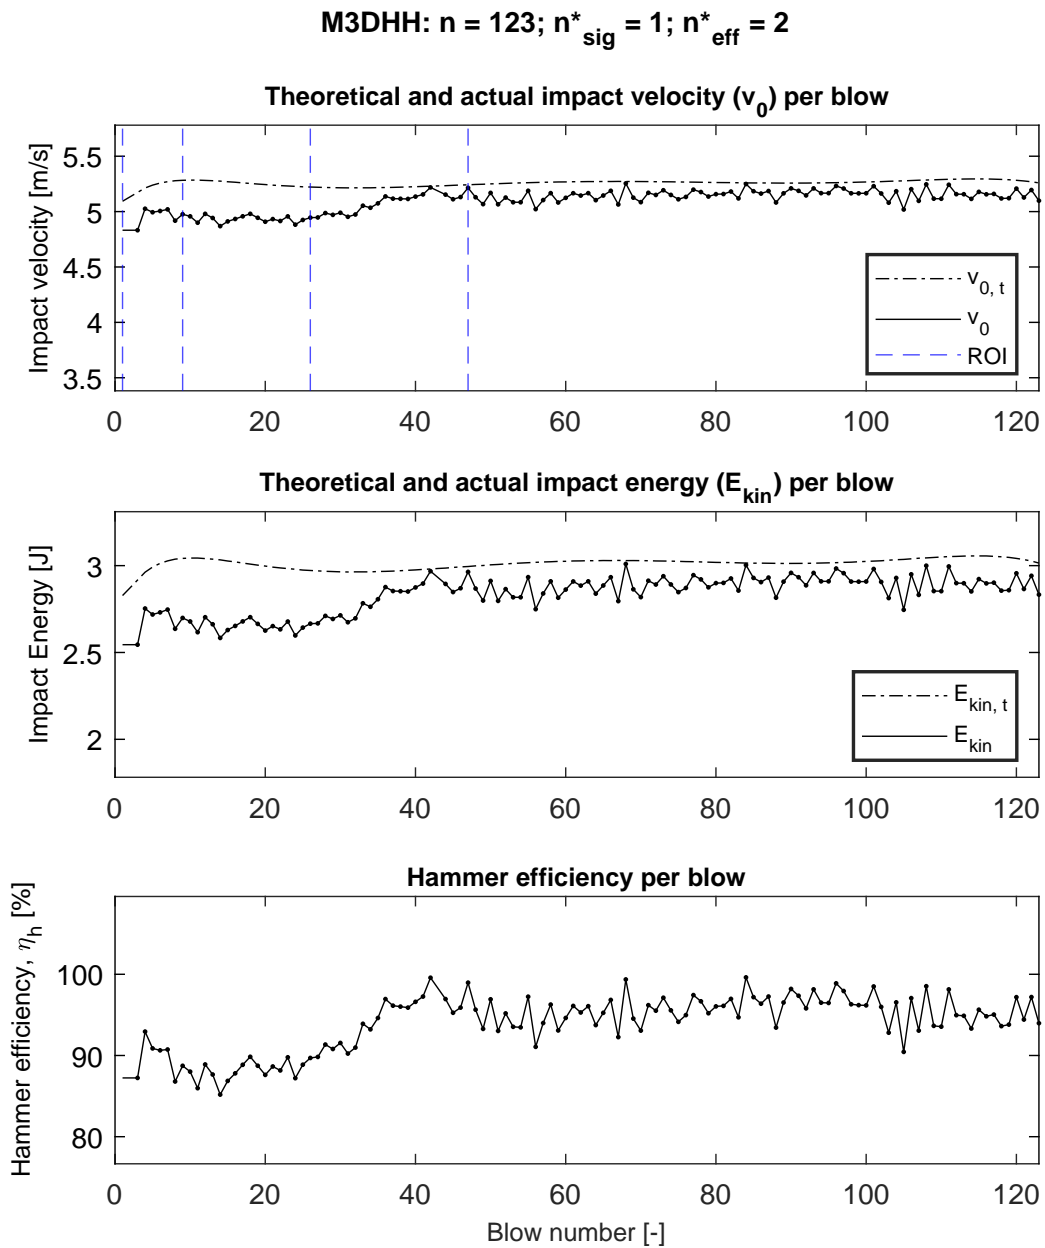 M3DHH: n = 123; n*sig = 1; n*eff = 2
Theoretical and actual impact velocity (v0) per blow
Impact velocity [m/s]
5.5
5
4.5
4
3.5
v0, t
v0
ROI
0 20 40 60 80 100 120
Theoretical and actual impact energy (Ekin) per blow
Impact Energy [J]
3
2.5
2
Ekin, t
Ekin
0 20 40 60 80 100 120
Hammer efficiency per blow
Hammer efficiency, ηh [%]
100
90
80
0 20 40 60 80 100 120
Blow number [-]